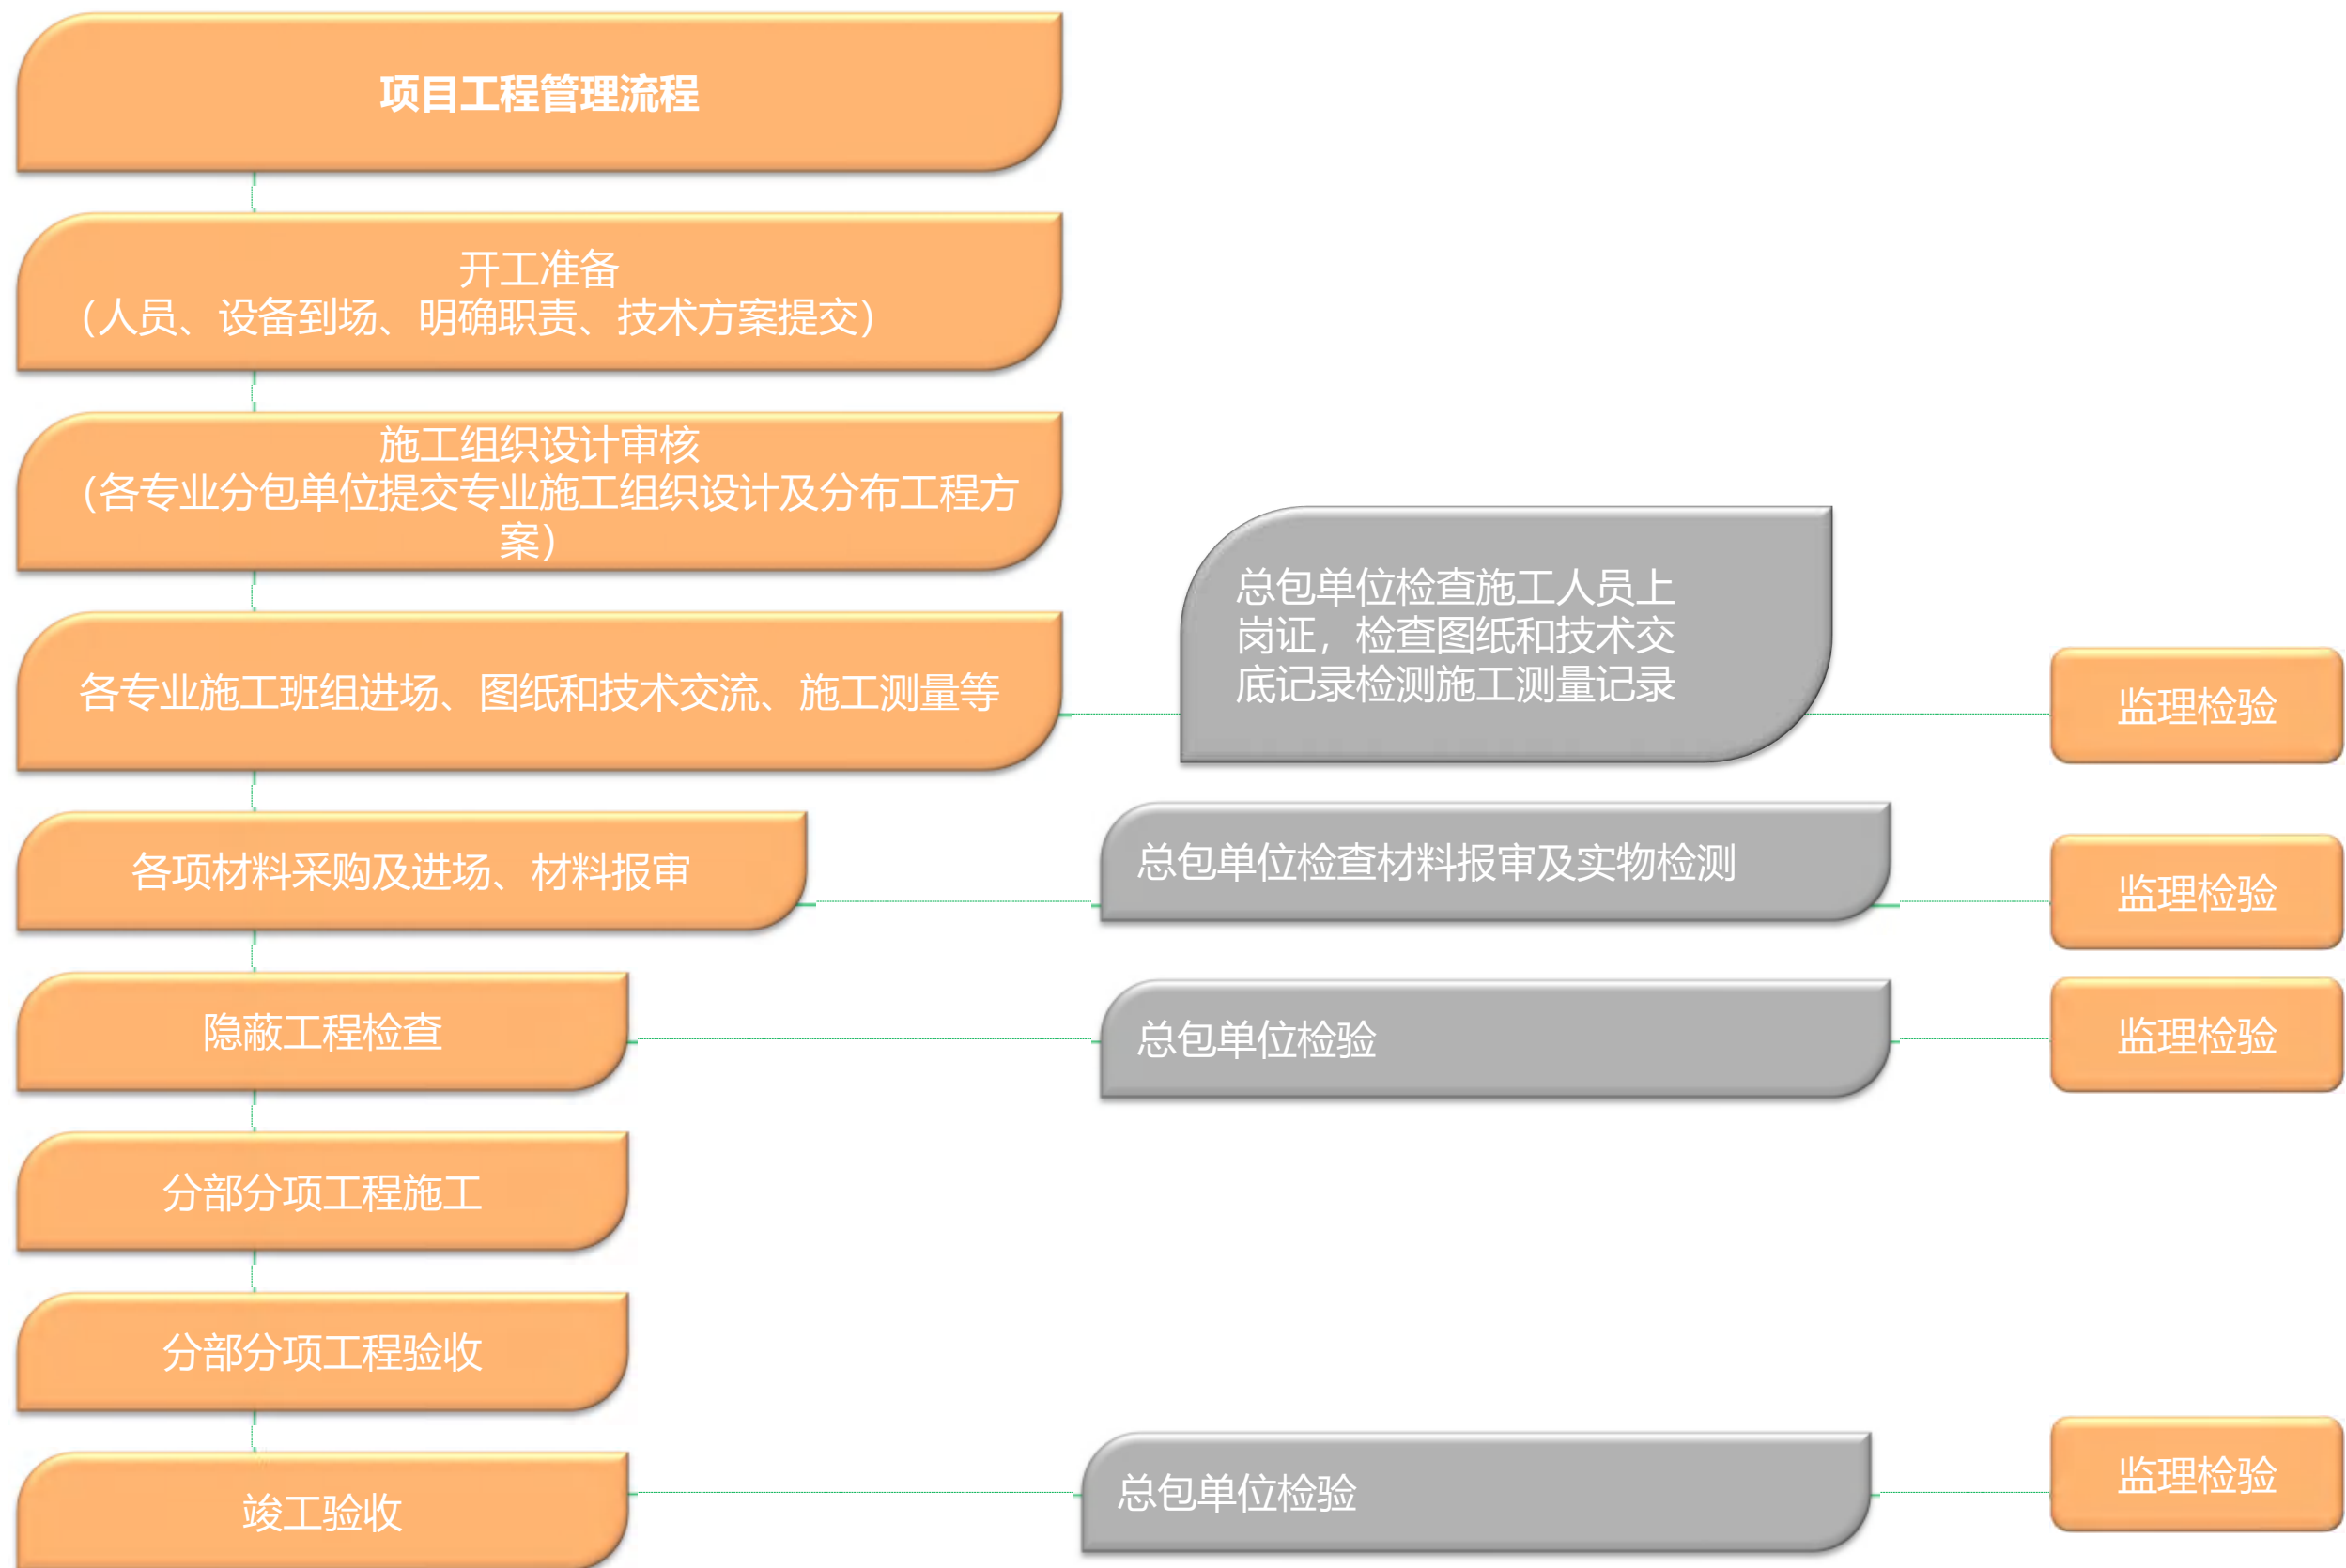 项目工程管理流程
开工准备
（人员、设备到场、明确职责、技术方案提交）
施工组织设计审核
（各专业分包单位提交专业施工组织设计及分布工程方
案）
各专业施工班组进场、图纸和技术交流、施工测量等
总包单位检查施工人员上
岗证，检查图纸和技术交
底记录检测施工测量记录
监理检验
各项材料采购及进场、材料报审
总包单位检查材料报审及实物检测
监理检验
隐蔽工程检查
总包单位检验
监理检验
分部分项工程施工
分部分项工程验收
竣工验收
总包单位检验
监理检验